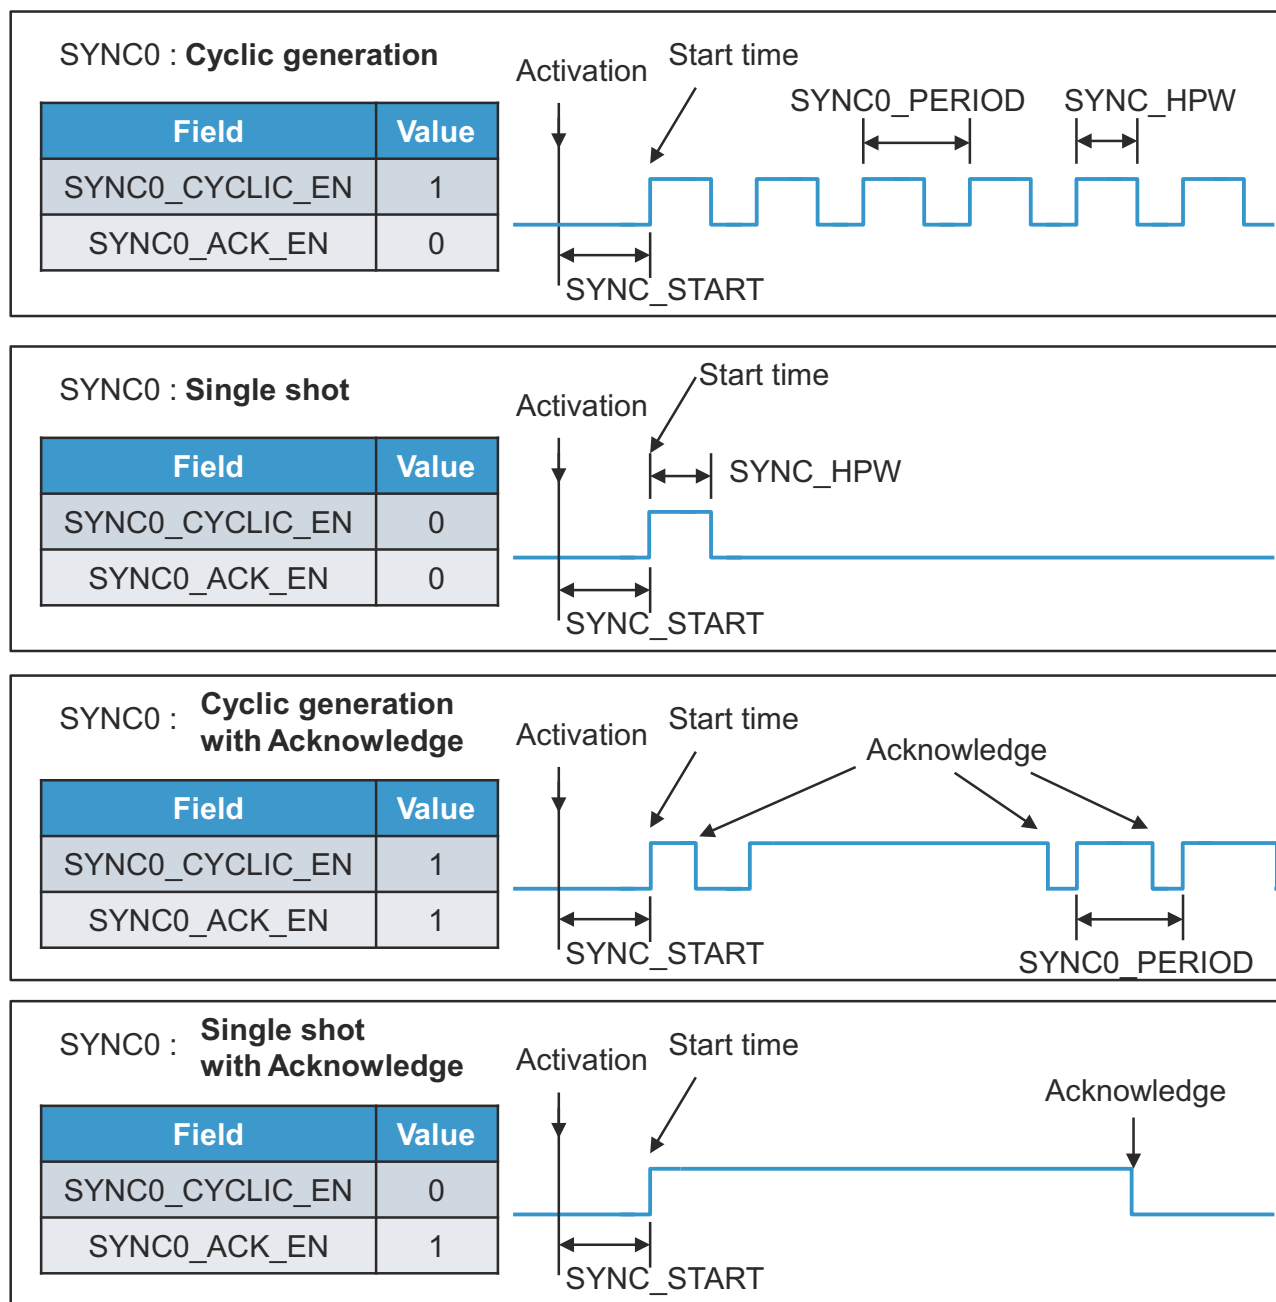 SYNC0 : Cyclic generation
Activation
Start time
SYNC0_PERIOD
SYNC_HPW
Field Value
SYNC0_CYCLIC_EN 1
SYNC0_ACK_EN 0
SYNC_START
SYNC0 : Single shot
Activation
Start time
SYNC_HPW
Field Value
SYNC0_CYCLIC_EN 0
SYNC0_ACK_EN 0
SYNC_START
SYNC0 : Cyclic generation
with Acknowledge
Activation
Start time
Acknowledge
Field Value
SYNC0_CYCLIC_EN 1
SYNC0_ACK_EN 1
SYNC_START
SYNC0_PERIOD
SYNC0 : Single shot
with Acknowledge
Activation
Start time
Acknowledge
Field Value
SYNC0_CYCLIC_EN 0
SYNC0_ACK_EN 1
SYNC_START